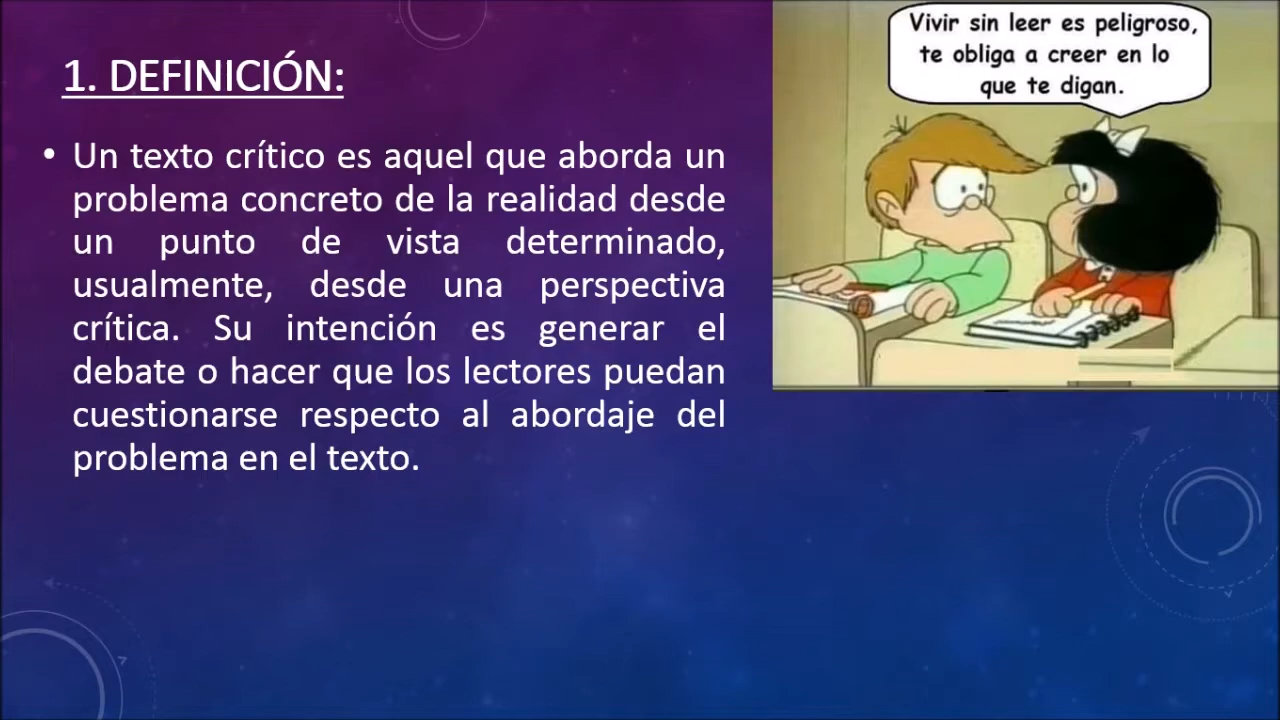 1. DEFINICIÓN:
• Un texto crítico es aquel que aborda un
problema concreto de la realidad desde
un punto de vista determinado,
usualmente, desde una perspectiva
crítica. Su intención es generar el
debate o hacer que los lectores puedan
cuestionarse respecto al abordaje del
problema en el texto.
Vivir sin leer es peligroso,
te obliga a creer en lo
que te digan.